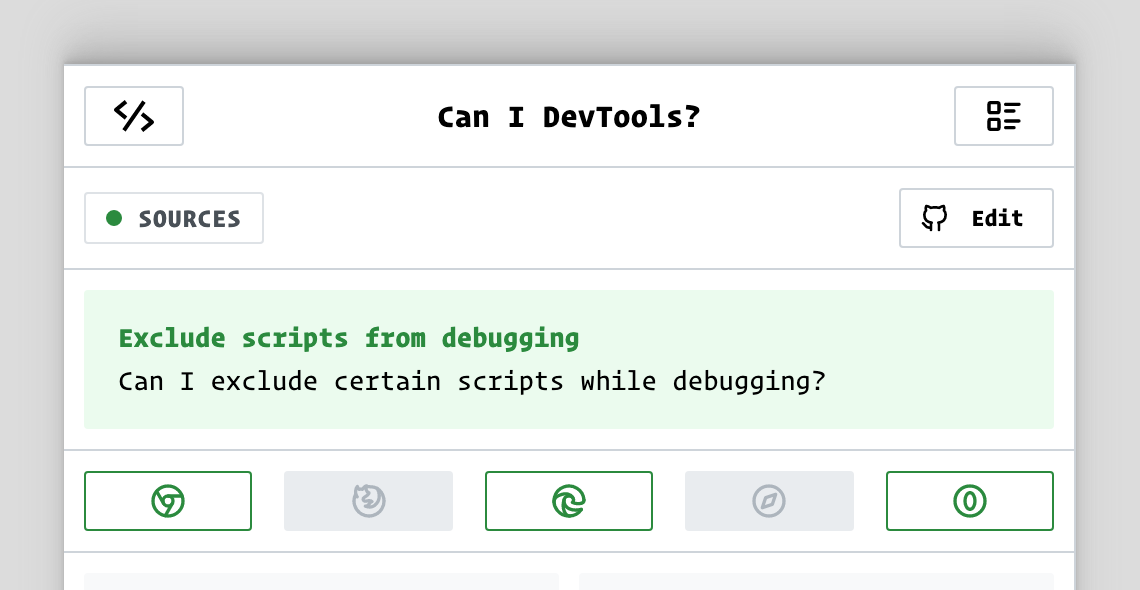 Can I DevTools?
SOURCES
Edit
Exclude scripts from debugging
Can I exclude certain scripts while debugging?